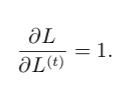 ∂L/∂L⁽ᵗ⁾ = 1.